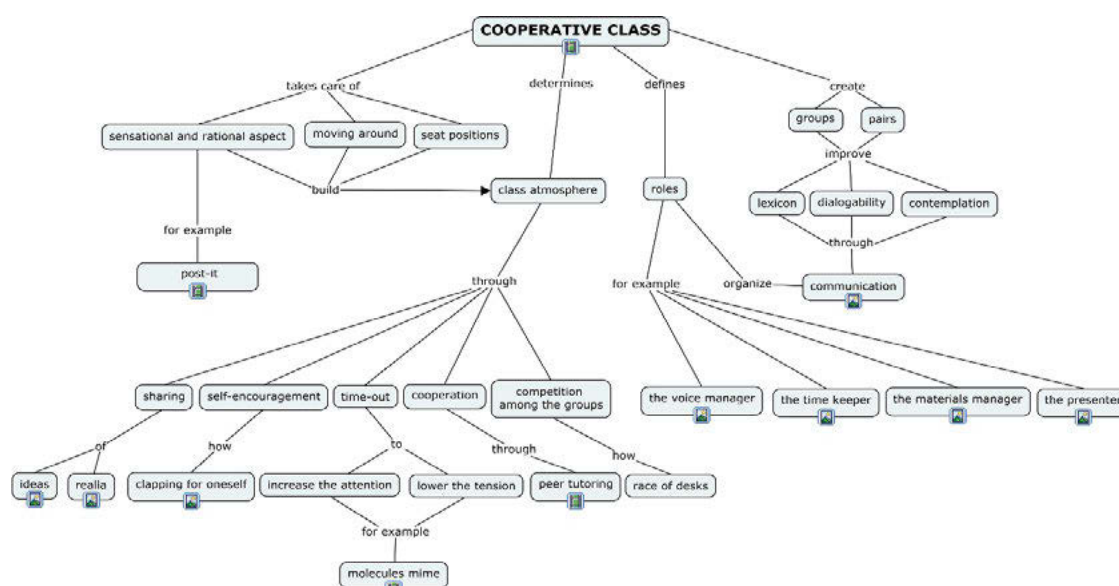 COOPERATIVE CLASS
takes care of
determines
defines
create
sensational and rational aspect
moving around
seat positions
groups
pairs
improve
build
class atmosphere
roles
lexicon
dialogability
contemplation
for example
through
post-it
through
for example
organize
communication
sharing
self-encouragement
time-out
cooperation
competition
among the groups
the voice manager
the time keeper
the materials manager
the presenter
of
how
to
through
how
ideas
realla
clapping for oneself
increase the attention
lower the tension
peer tutoring
race of desks
for example
molecules mime